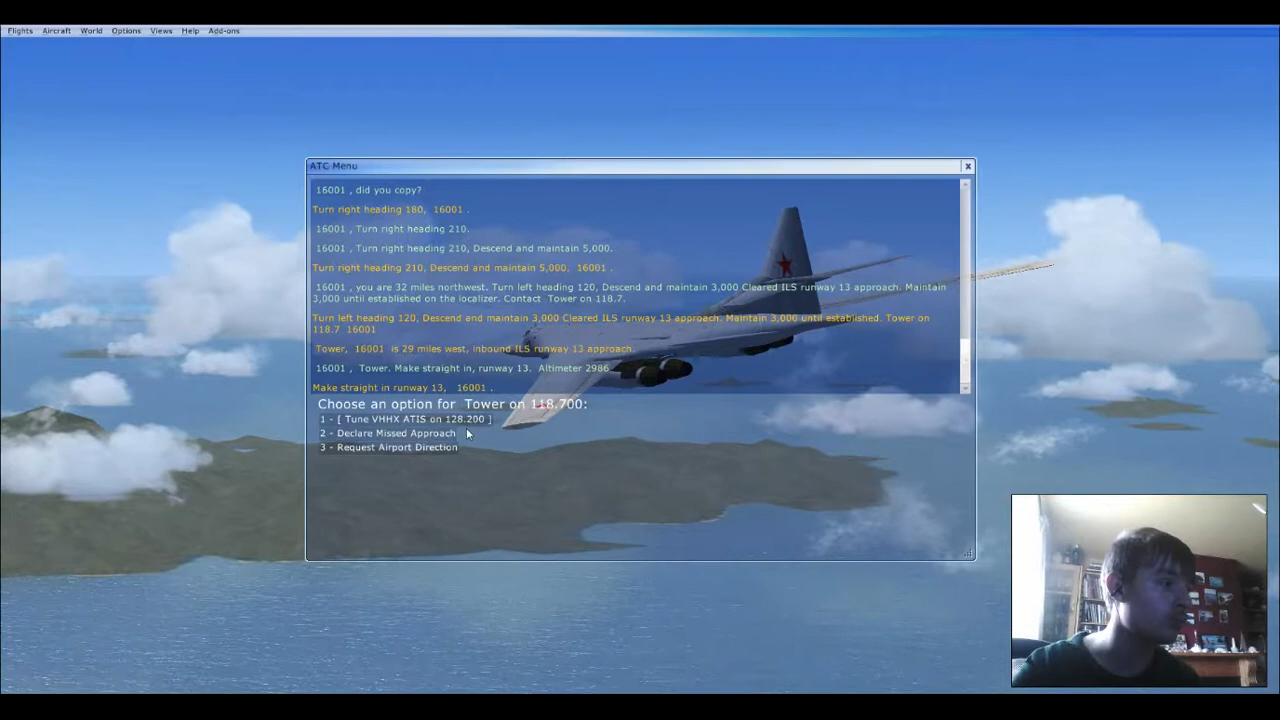 Flights Aircraft World Options Views Help Add-ons
ATC Menu x
16001 , did you copy?
Turn right heading 180, 16001 .
16001 , Turn right heading 210.
16001 , Turn right heading 210, Descend and maintain 5,000.
Turn right heading 210, Descend and maintain 5,000, 16001 .
16001 , you are 32 miles northwest. Turn left heading 120, Descend and maintain 3,000 Cleared ILS runway 13 approach. Maintain
3,000 until established on the localizer. Contact Tower on 118.7.
Turn left heading 120, Descend and maintain 3,000 Cleared ILS runway 13 approach. Maintain 3,000 until established. Tower on
118.7 16001
Tower, 16001 is 29 miles west, inbound ILS runway 13 approach.
16001 , Tower. Make straight in, runway 13. Altimeter 2986
Make straight in runway 13, 16001 .
Choose an option for Tower on 118.700:
1 - [ Tune VHHX ATIS on 128.200 ]
2 - Declare Missed Approach
3 - Request Airport Direction